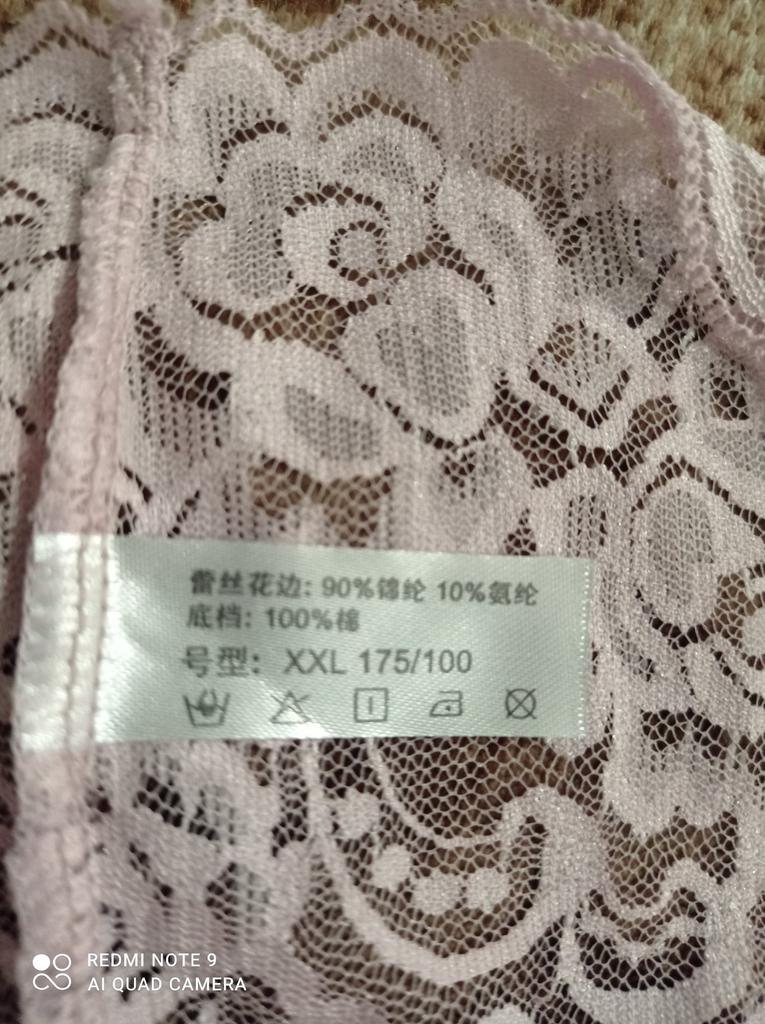 蕾丝花边: 90%锦纶 10%氨纶
底档: 100%棉
号型: XXL 175/100
REDMI NOTE 9
AI QUAD CAMERA